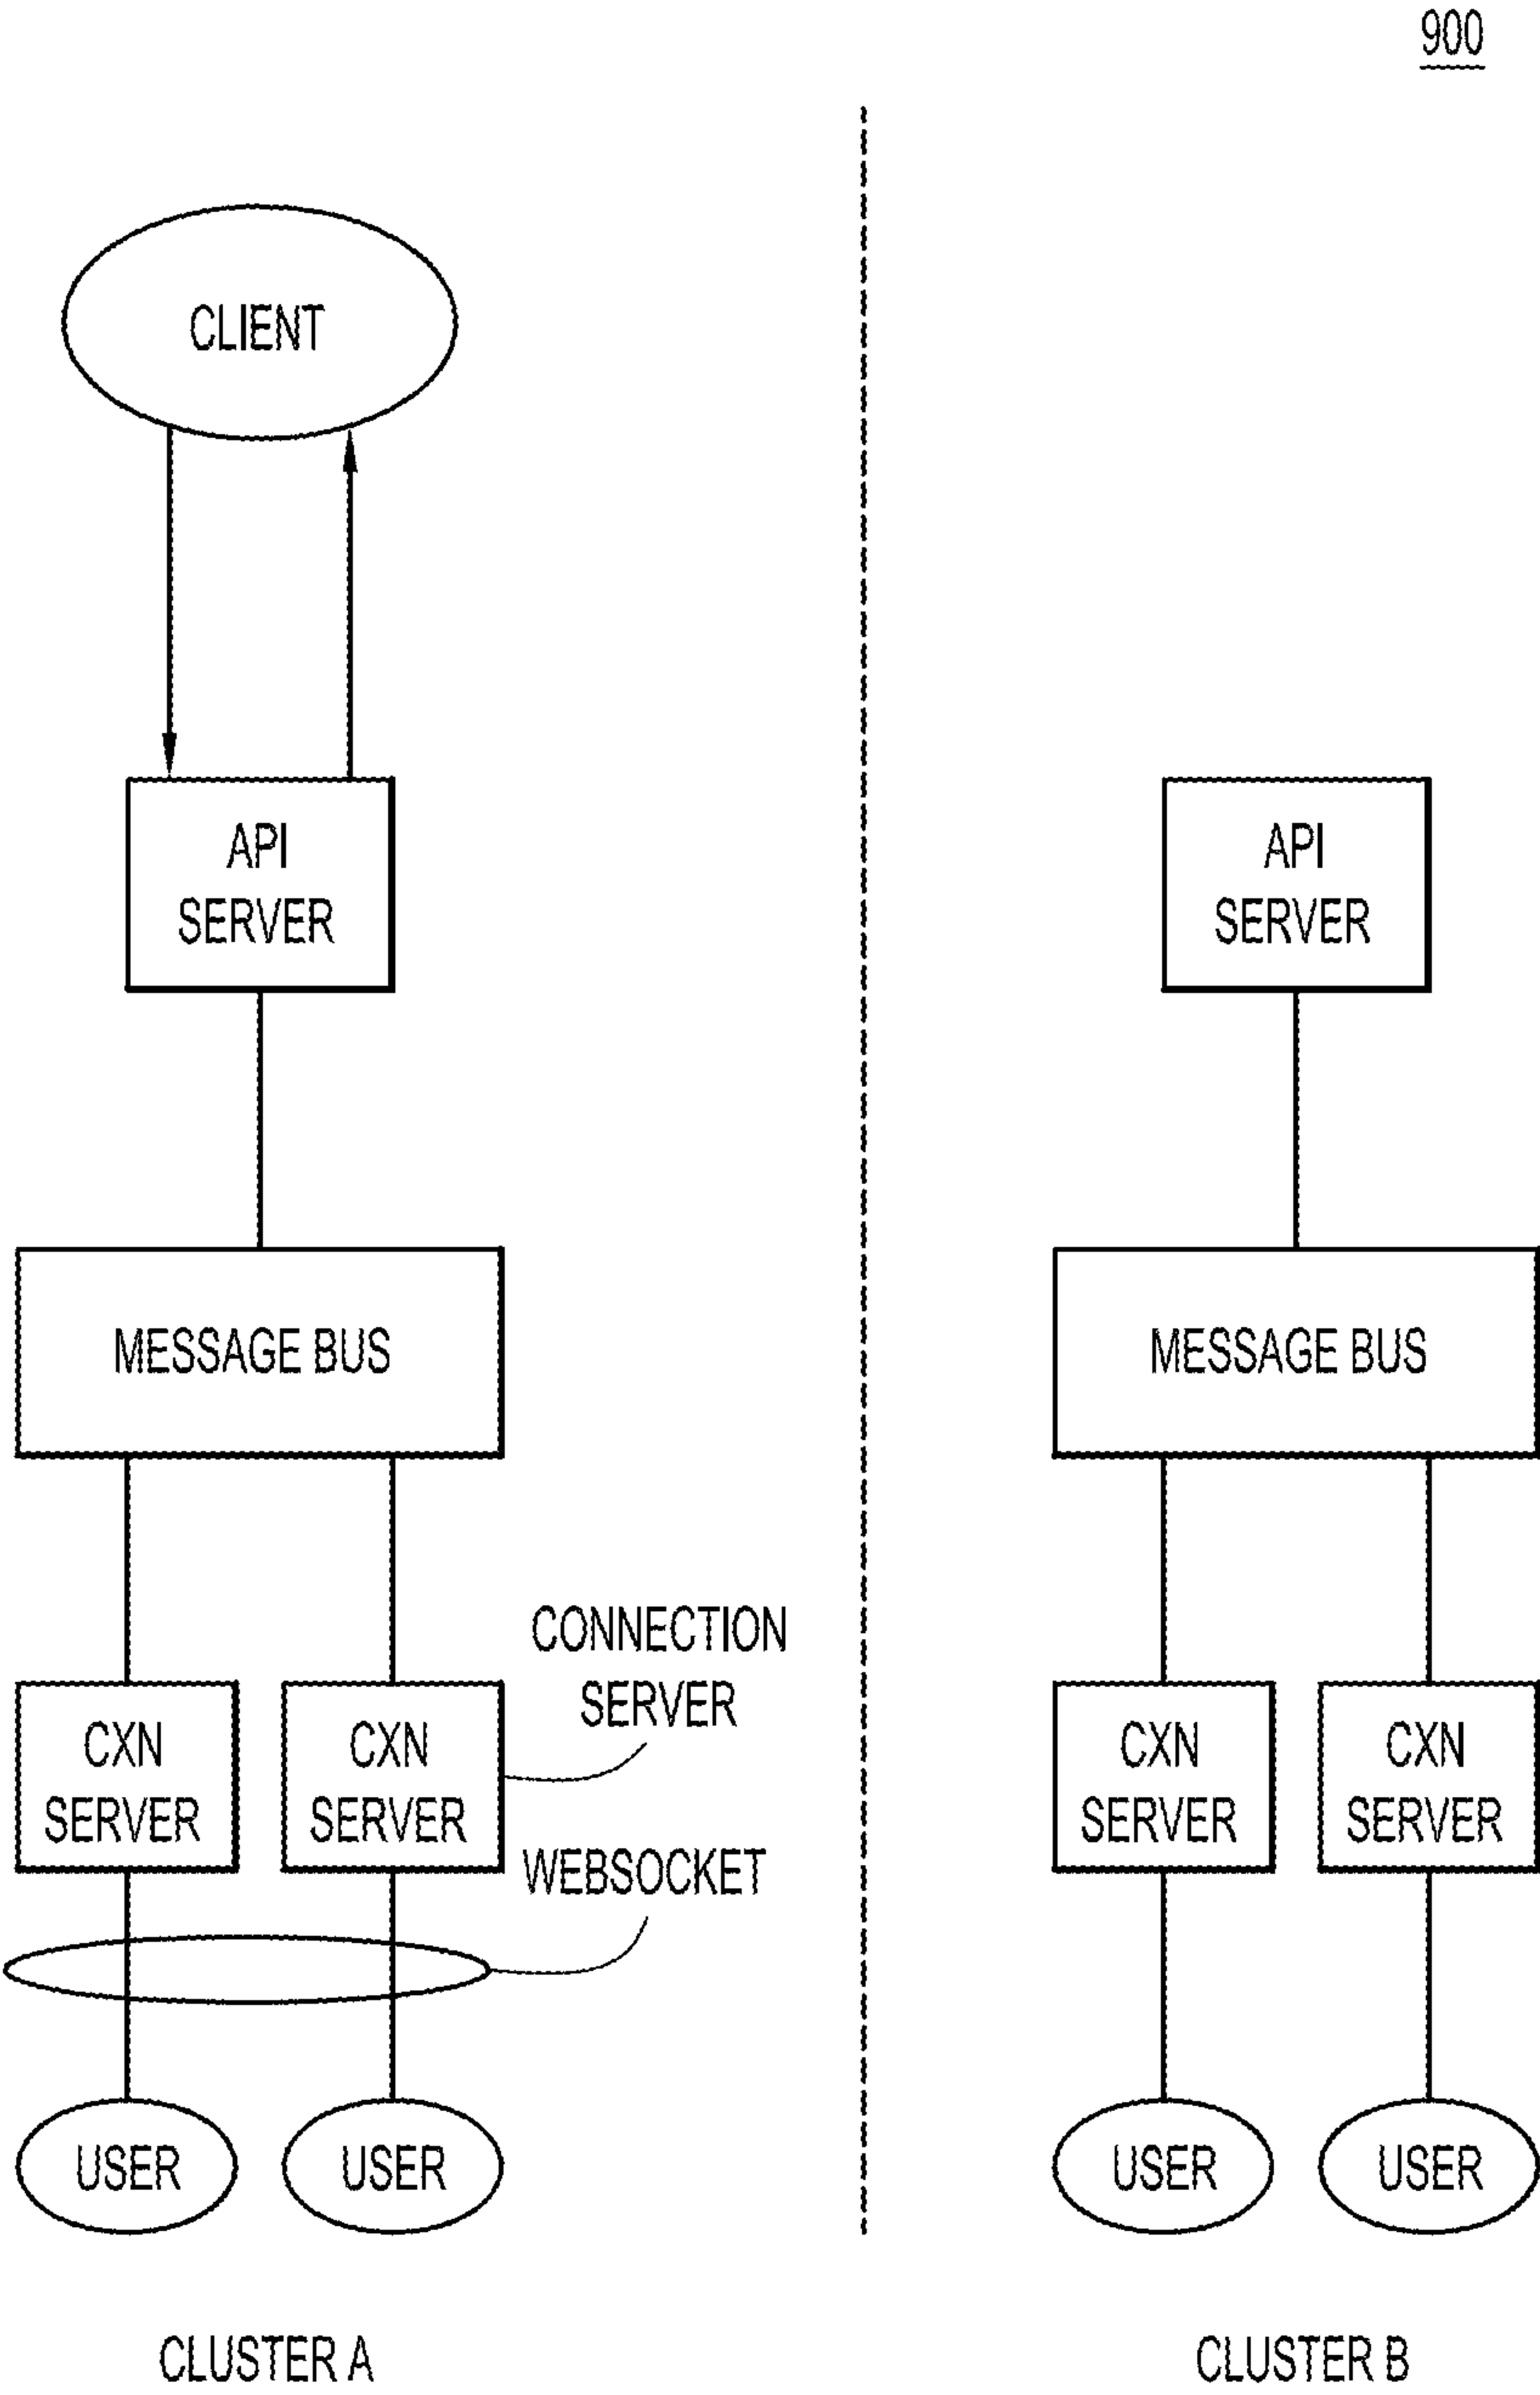 900
CLIENT
API
SERVER
API
SERVER
MESSAGE BUS
MESSAGE BUS
CONNECTION
SERVER
CXN
SERVER
CXN
SERVER
CXN
SERVER
CXN
SERVER
WEBSOCKET
USER
USER
USER
USER
CLUSTER A
CLUSTER B